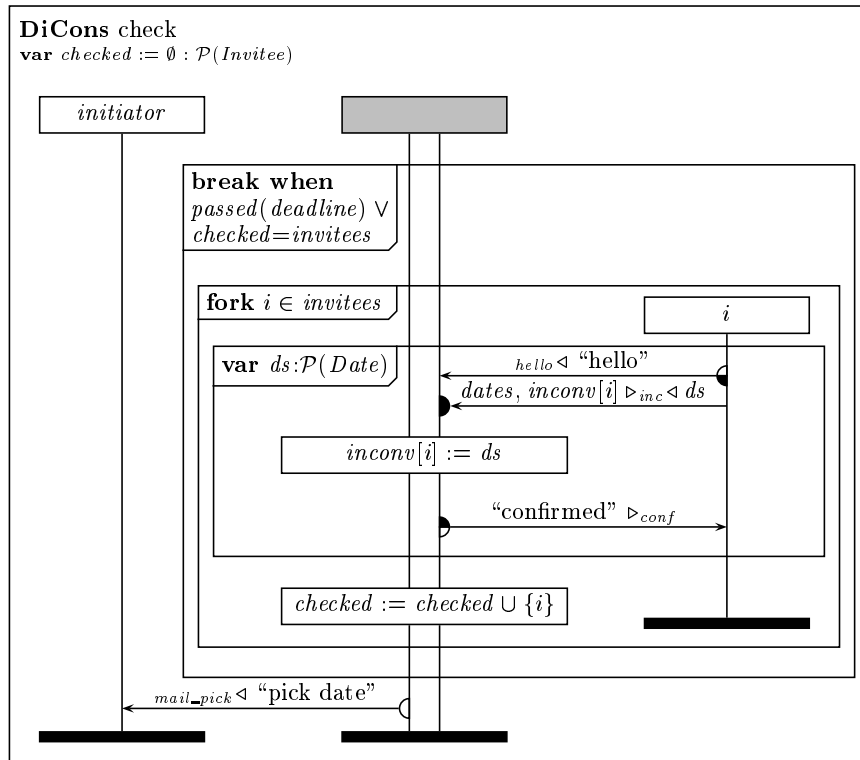 DiCons check
var checked := ∅ : 𝒫(Invitee)
initiator
break when
passed(deadline) ∨
checked=invitees
fork i ∈ invitees
i
var ds:𝒫(Date)
hello ◁ “hello”
dates, inconv[i] ▷inc ◁ ds
inconv[i] := ds
“confirmed” ▷conf
checked := checked ∪ {i}
mail_pick ◁ “pick date”